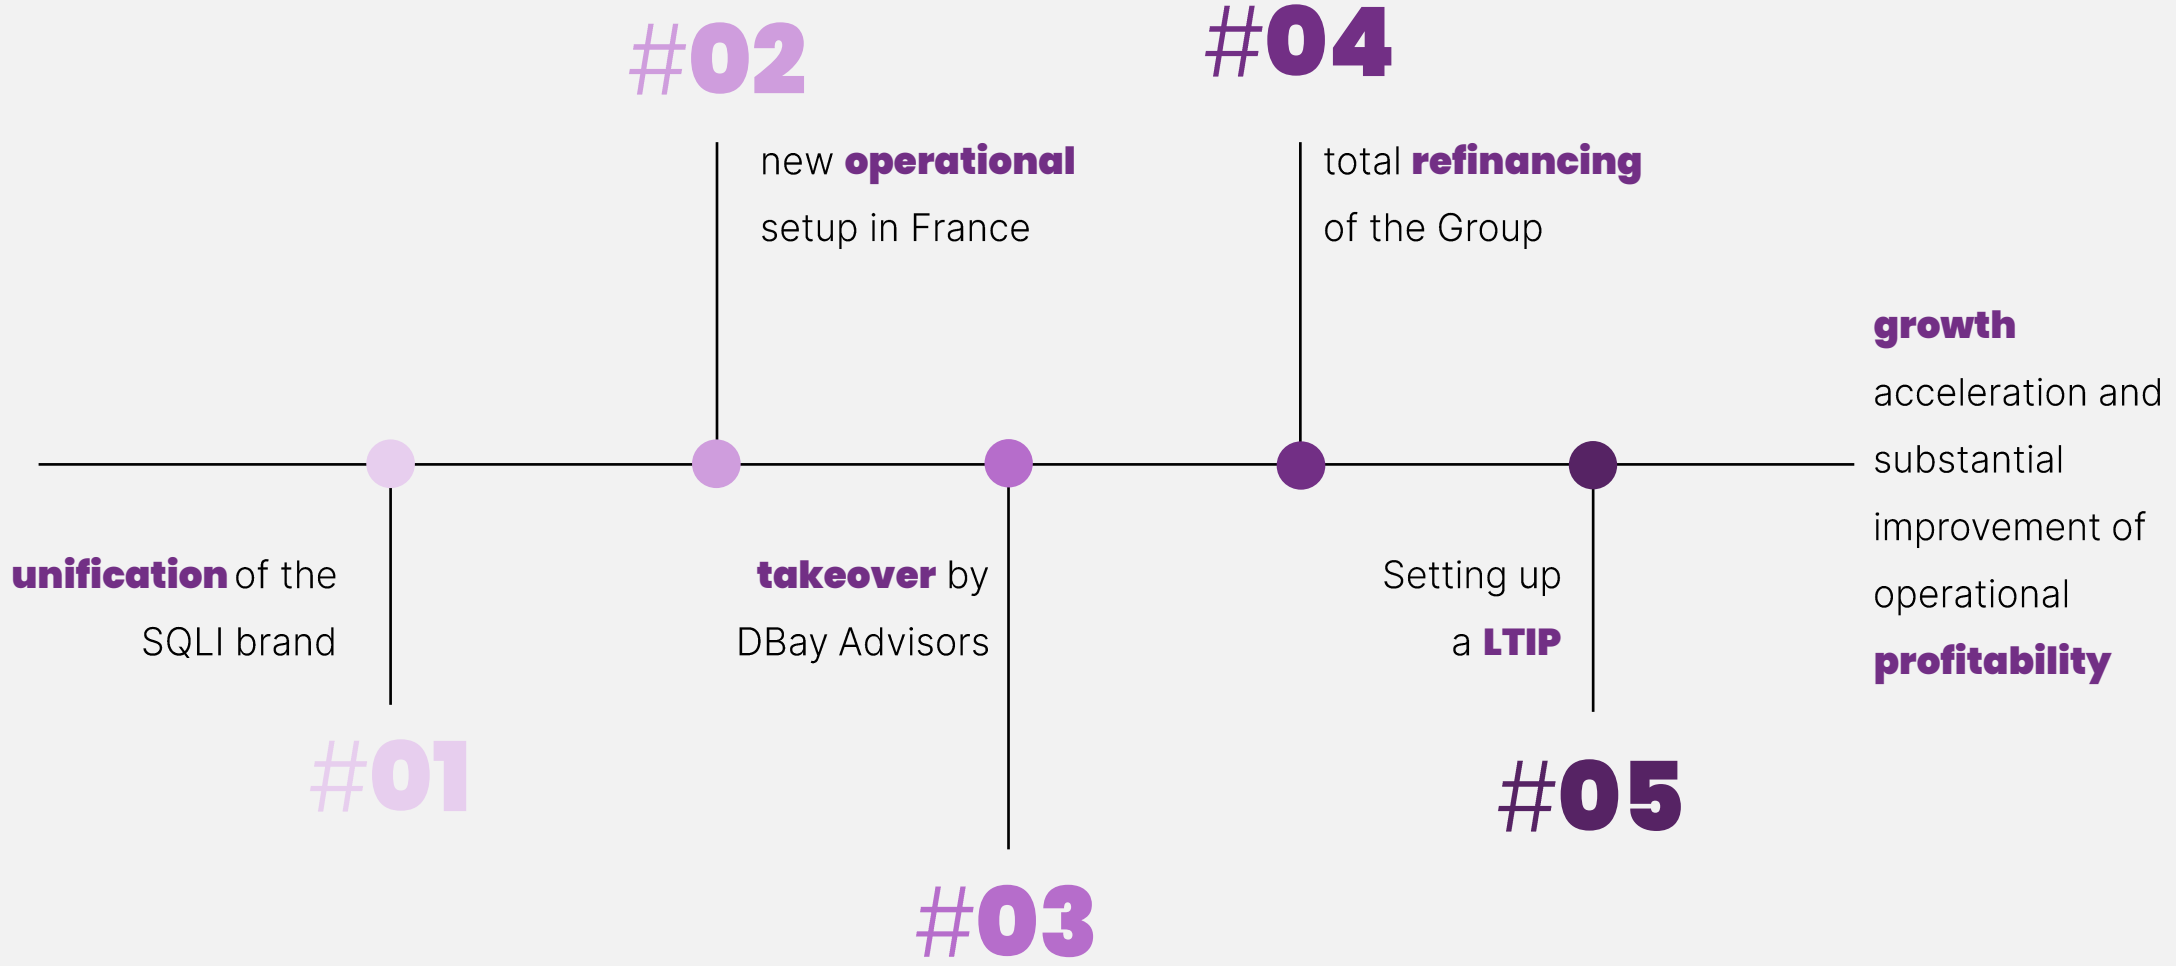 #01
unification of the
SQLI brand
#02
new operational
setup in France
#03
takeover by
DBay Advisors
#04
total refinancing
of the Group
#05
Setting up
a LTIP
growth
acceleration and
substantial
improvement of
operational
profitability